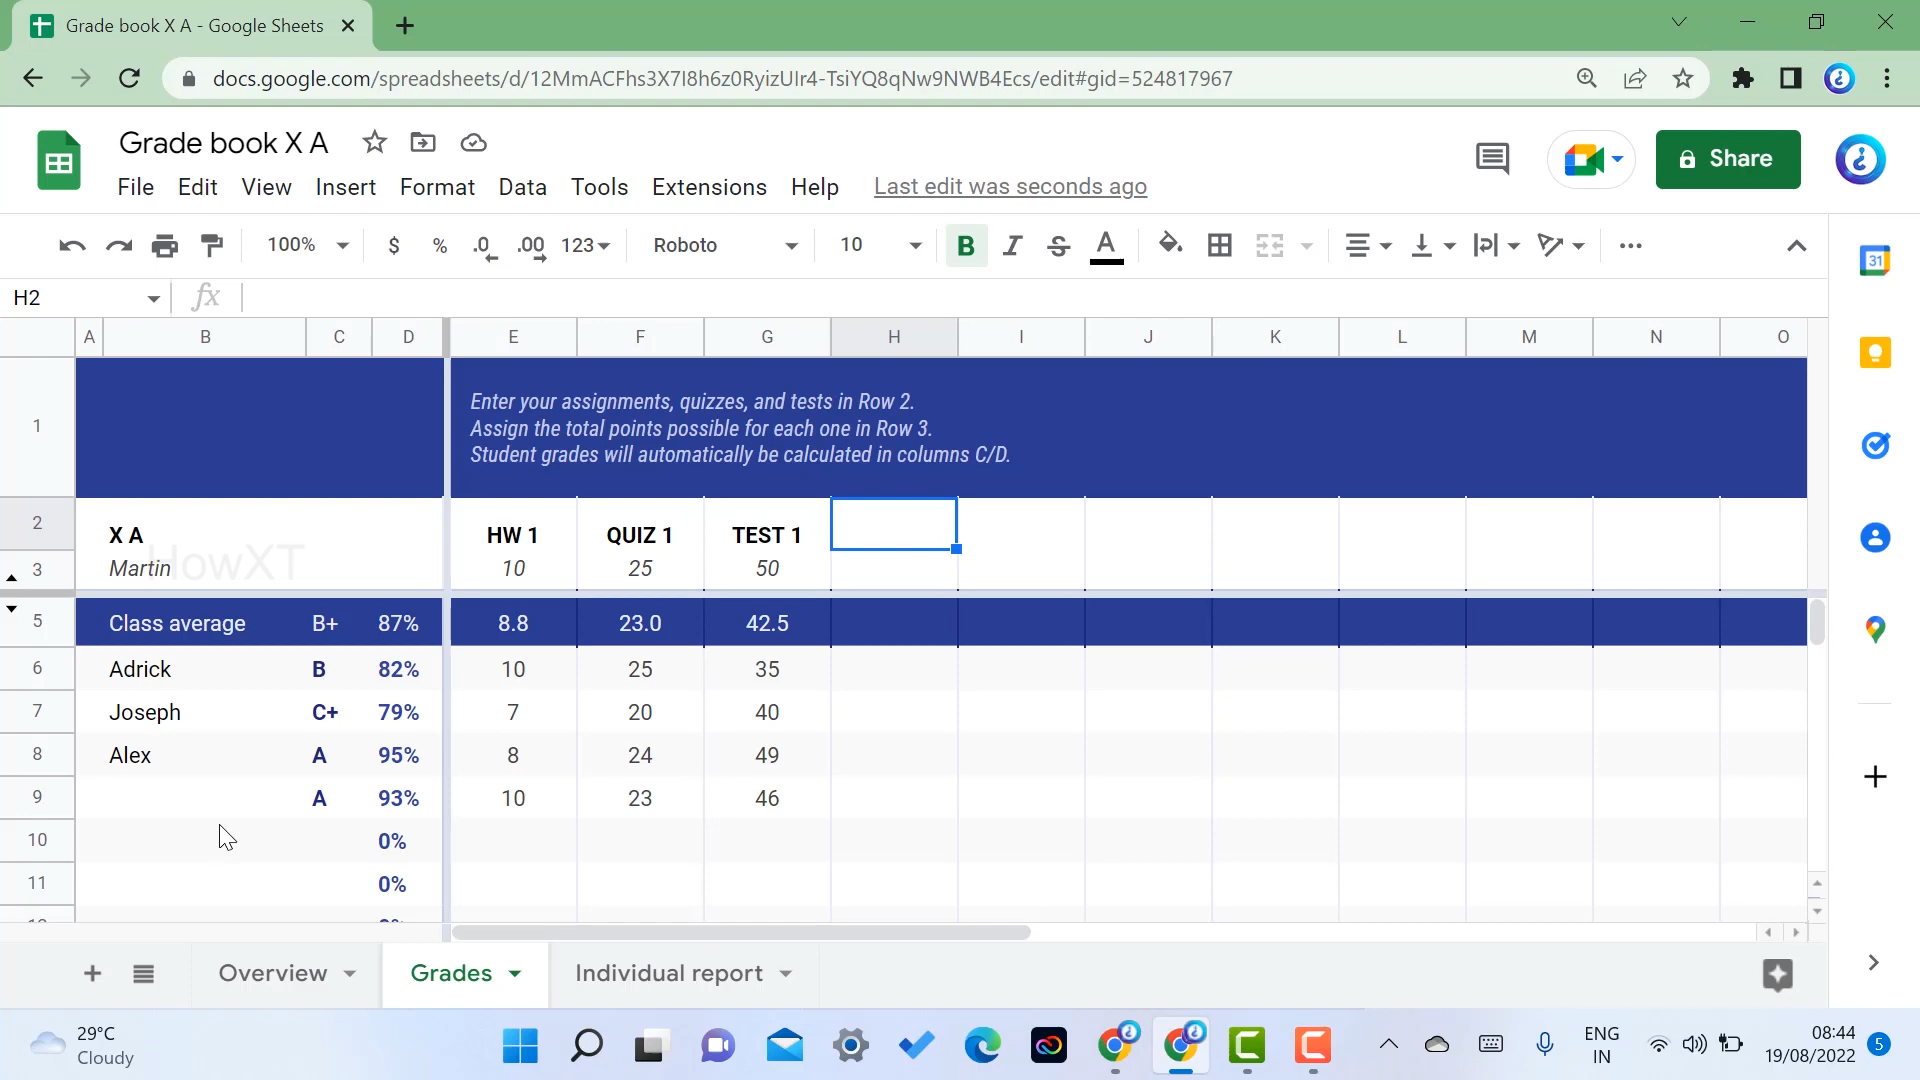 Grade book X A - Google Sheets
docs.google.com/spreadsheets/d/12MmACFhs3X7I8h6z0RyizUIr4-TsiYQ8qNw9NWB4Ecs/edit#gid=524817967
Grade book X A
File Edit View Insert Format Data Tools Extensions Help Last edit was seconds ago
Share
100% $ % .0 .00 123 Roboto 10 B I S A
31
H2 fx
A B C D E F G H I J K L M N O
1
Enter your assignments, quizzes, and tests in Row 2.
Assign the total points possible for each one in Row 3.
Student grades will automatically be calculated in columns C/D.
2 X A HW 1 QUIZ 1 TEST 1
HowXT
3 Martin 10 25 50
5 Class average B+ 87% 8.8 23.0 42.5
6 Adrick B 82% 10 25 35
7 Joseph C+ 79% 7 20 40
8 Alex A 95% 8 24 49
9 A 93% 10 23 46
10 0%
11 0%
Overview Grades Individual report
29°C
Cloudy
ENG
IN
08:44
19/08/2022
5